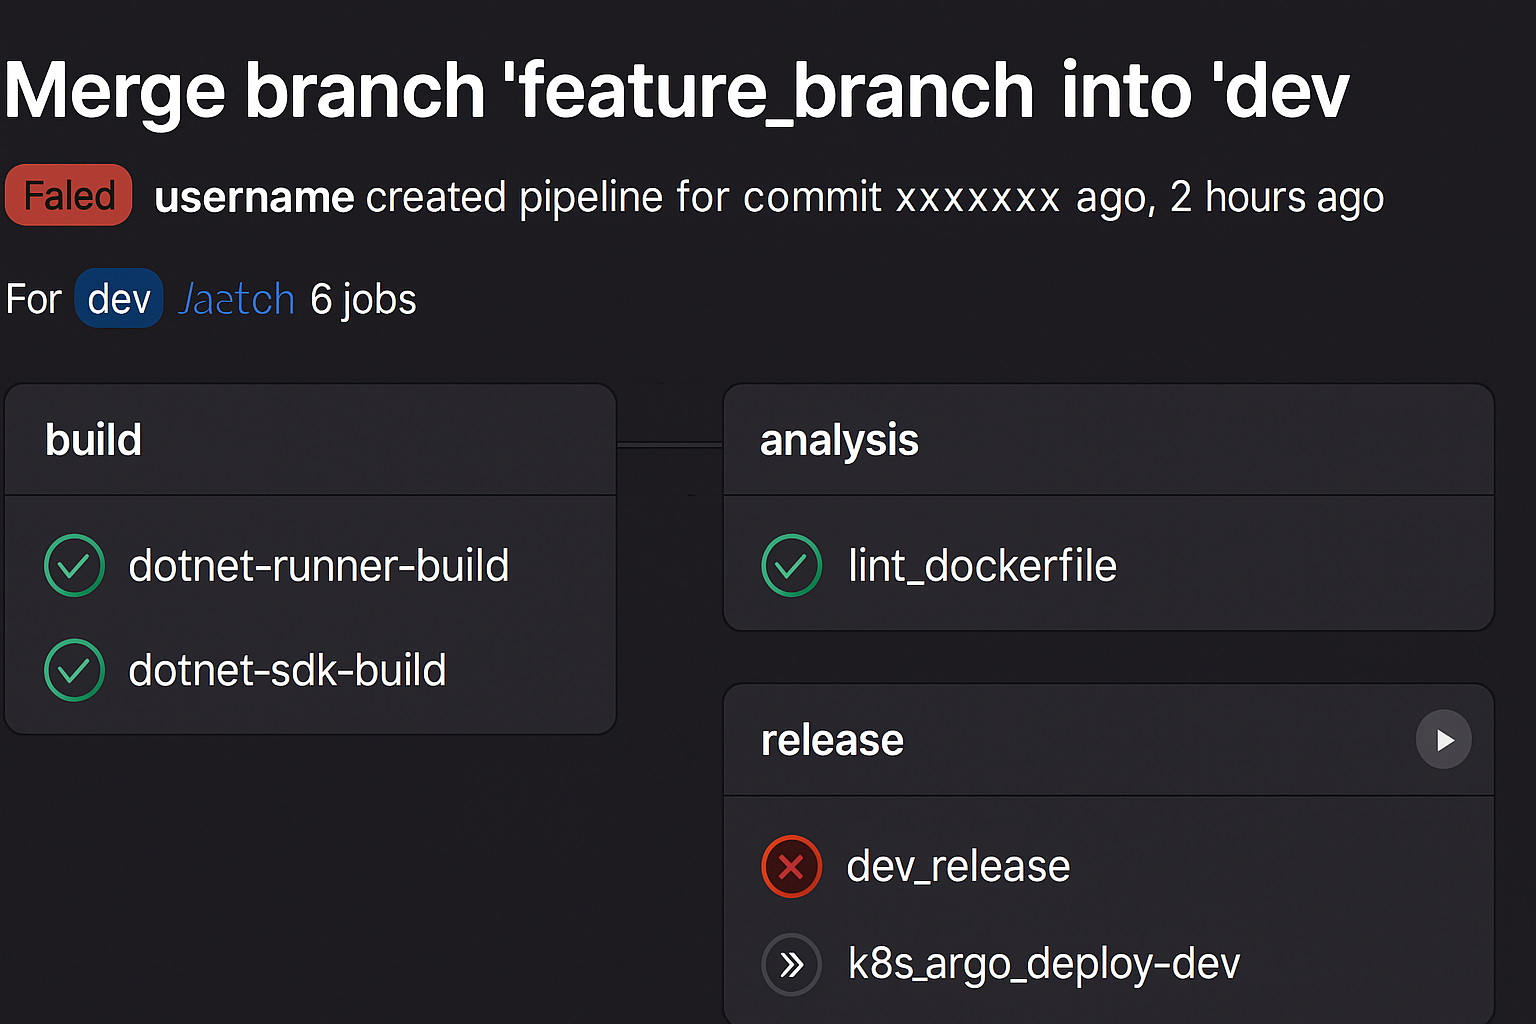 Merge branch 'feature_branch into 'dev
Faled username created pipeline for commit xxxxxxx ago, 2 hours ago
For dev 6 jobs
build
dotnet-runner-build
dotnet-sdk-build
analysis
lint_dockerfile
release
dev_release
k8s_argo_deploy-dev